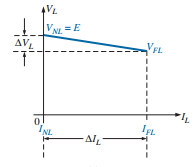 V_L
V_NL = E
ΔV_L
V_FL
0
I_L
I_NL
I_FL
ΔI_L